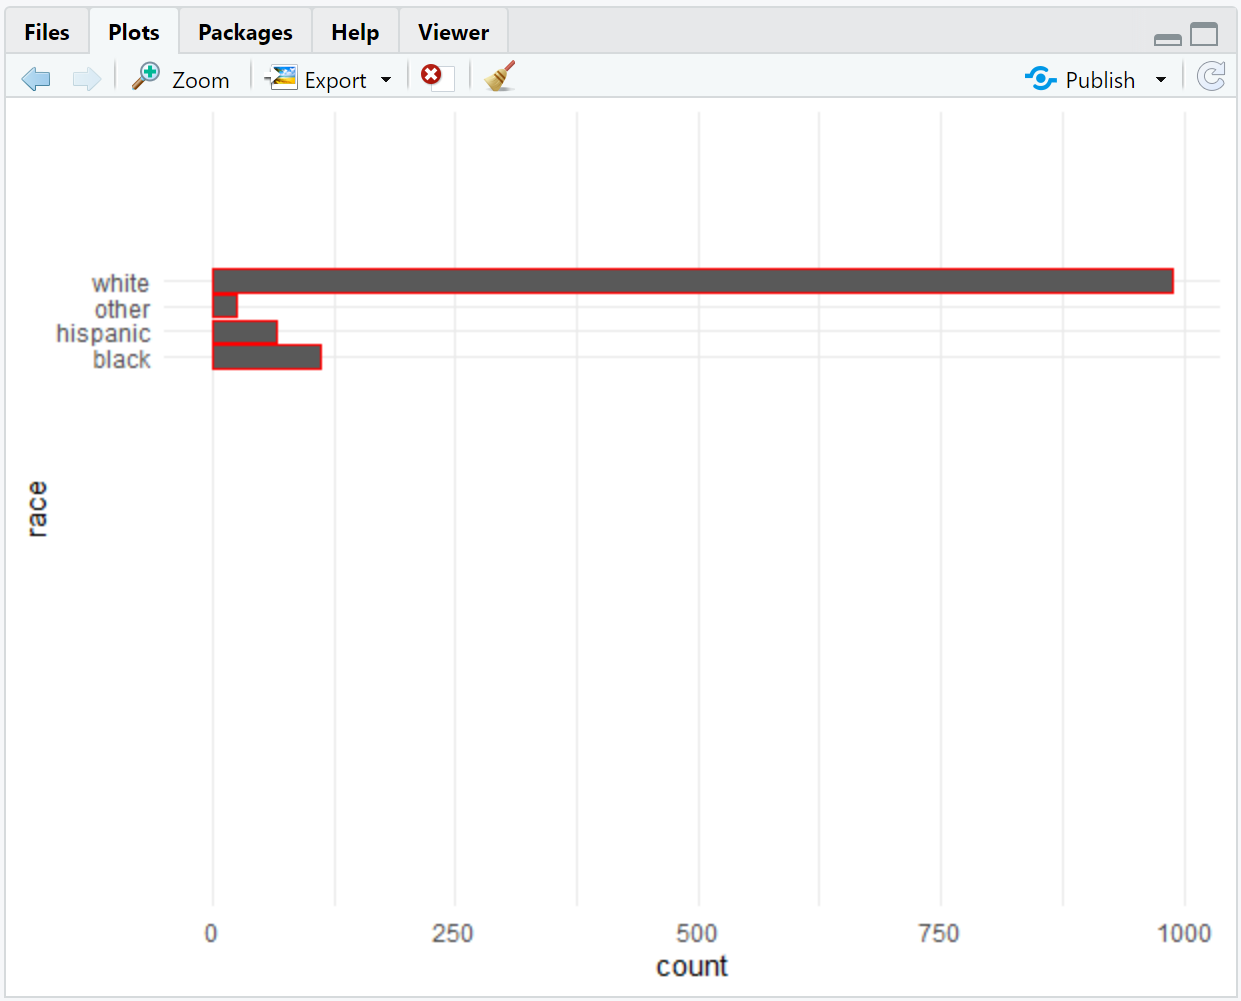 Files Plots Packages Help Viewer
Zoom Export Publish
white
other
hispanic
black
race
0 250 500 750 1000
count